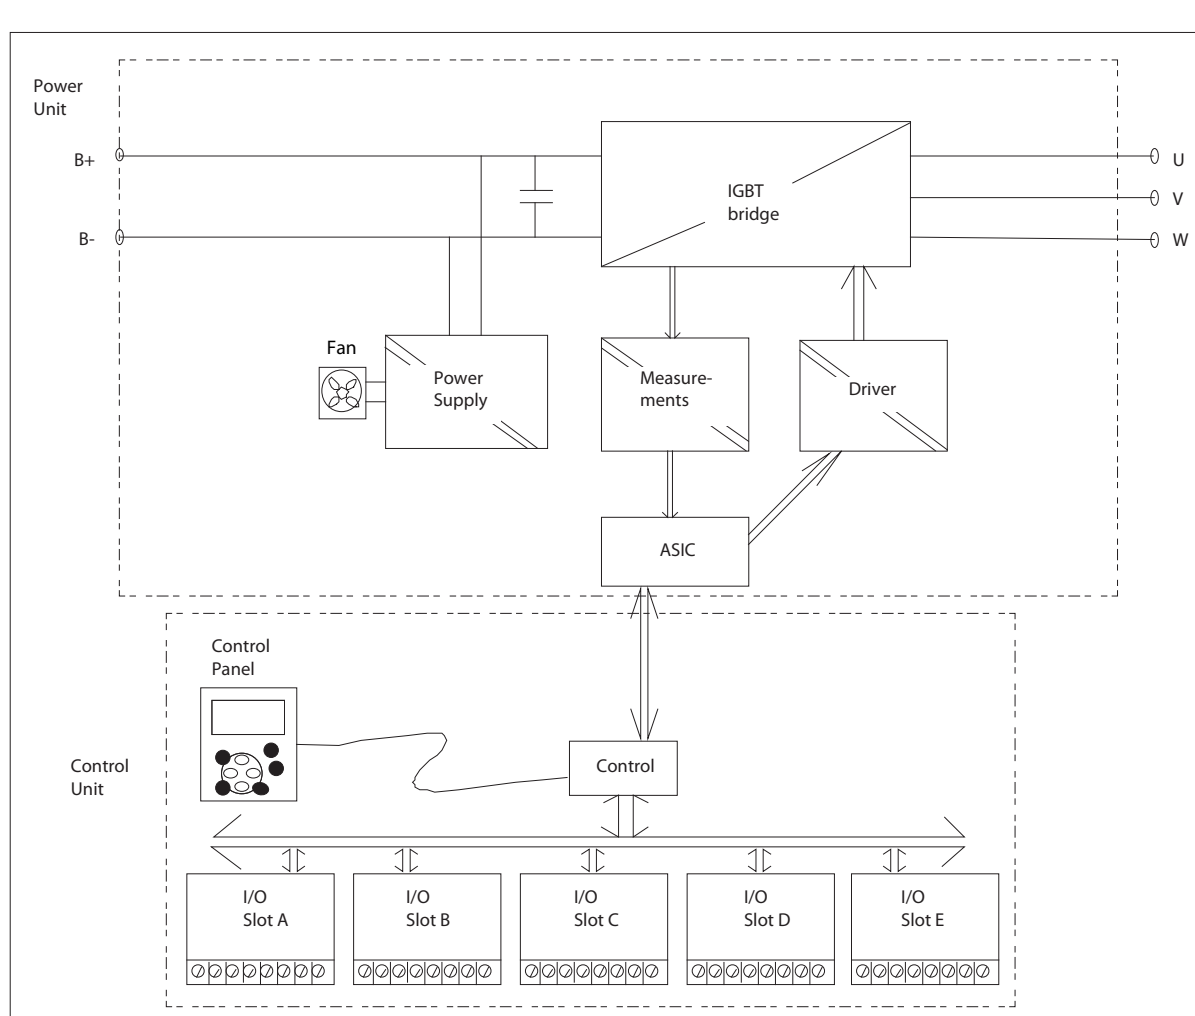 Power
Unit
B+
B-
IGBT
bridge
U
V
W
Fan
Power
Supply
Measure-
ments
Driver
ASIC
Control
Panel
Control
Unit
Control
I/O
Slot A
I/O
Slot B
I/O
Slot C
I/O
Slot D
I/O
Slot E